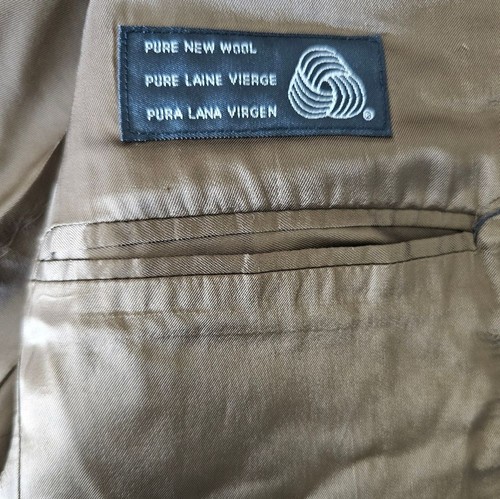 PURE NEW WOOL
PURE LAINE VIERGE
PURA LANA VIRGEN
®